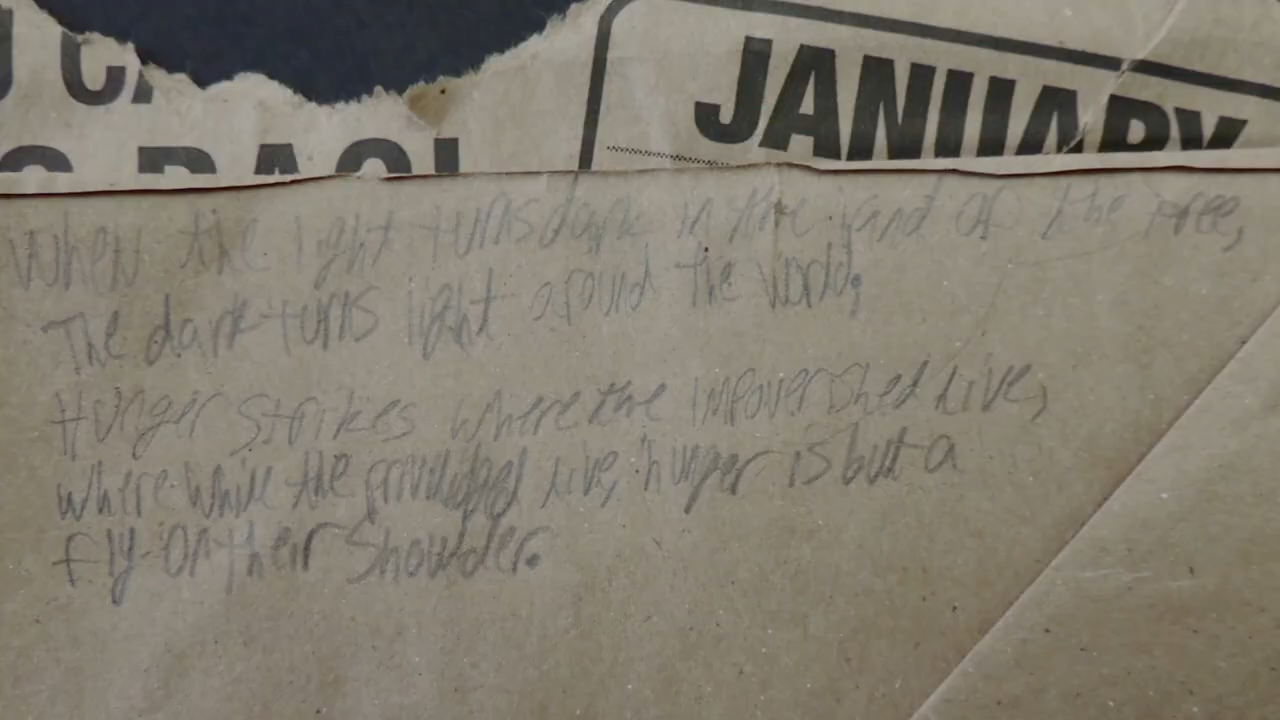 JANUARY
When the light turns dark in the land of the free,
The dark turns light around the world;
Hunger strikes where the impoverished live,
where while the privileged live, hunger is but a
fly on their shoulder.